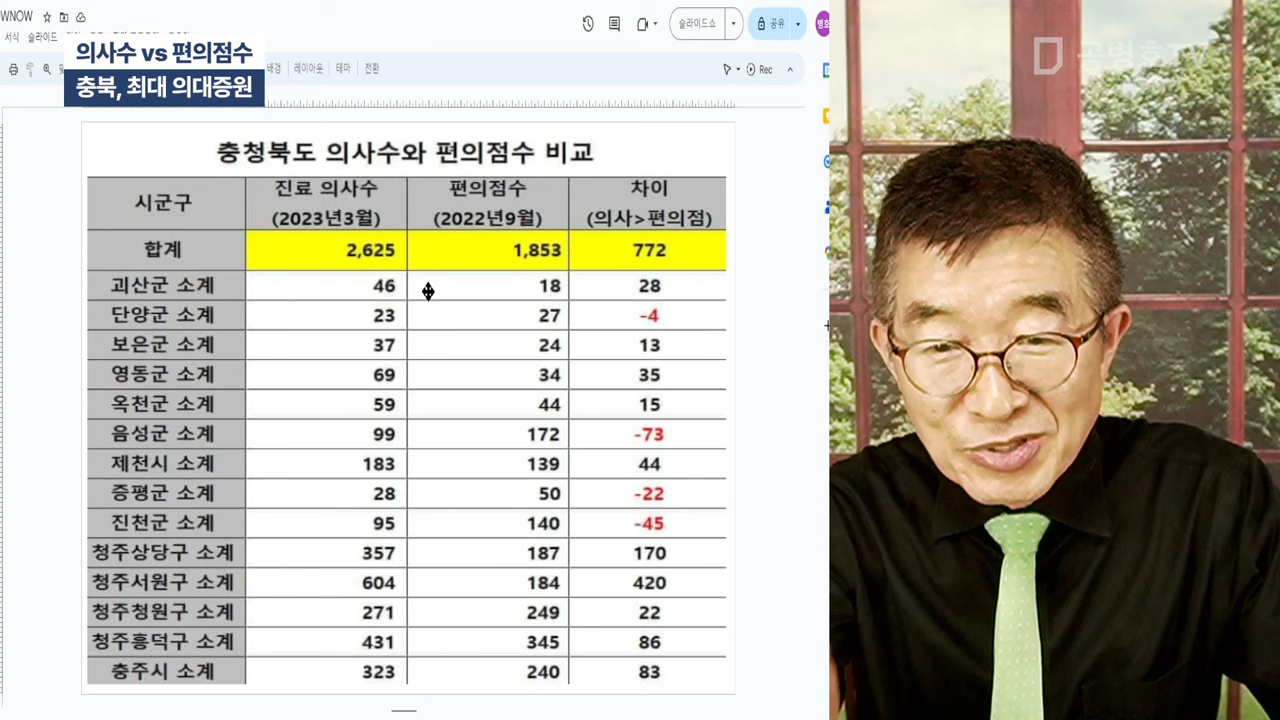 WNOW
서식 슬라이드
슬라이드쇼
공유
병호
의사수 vs 편의점수
충북, 최대 의대증원
배경 레이아웃 테마 전환
Rec
공병호TV
충청북도 의사수와 편의점수 비교
시군구 진료 의사수 (2023년3월) 편의점수 (2022년9월) 차이 (의사>편의점)
합계 2,625 1,853 772
괴산군 소계 46 18 28
단양군 소계 23 27 -4
보은군 소계 37 24 13
영동군 소계 69 34 35
옥천군 소계 59 44 15
음성군 소계 99 172 -73
제천시 소계 183 139 44
증평군 소계 28 50 -22
진천군 소계 95 140 -45
청주상당구 소계 357 187 170
청주서원구 소계 604 184 420
청주청원구 소계 271 249 22
청주흥덕구 소계 431 345 86
충주시 소계 323 240 83